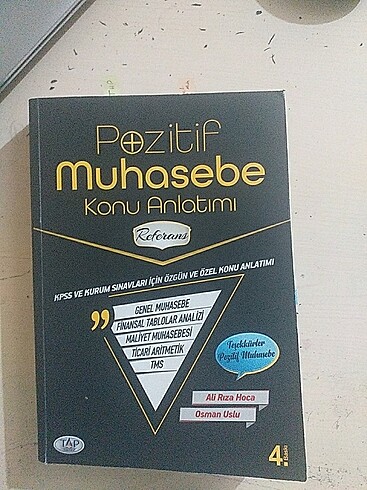 Pozitif
Muhasebe
Konu Anlatımı
Referans
KPSS VE KURUM SINAVLARI İÇİN ÖZGÜN VE ÖZEL KONU ANLATIMI
GENEL MUHASEBE
FİNANSAL TABLOLAR ANALİZİ
MALİYET MUHASEBESİ
TİCARİ ARİTMETİK
TMS
Teşekkürler
Pozitif Muhasebe
Ali Rıza Hoca
Osman Uslu
TAP
4. Baskı